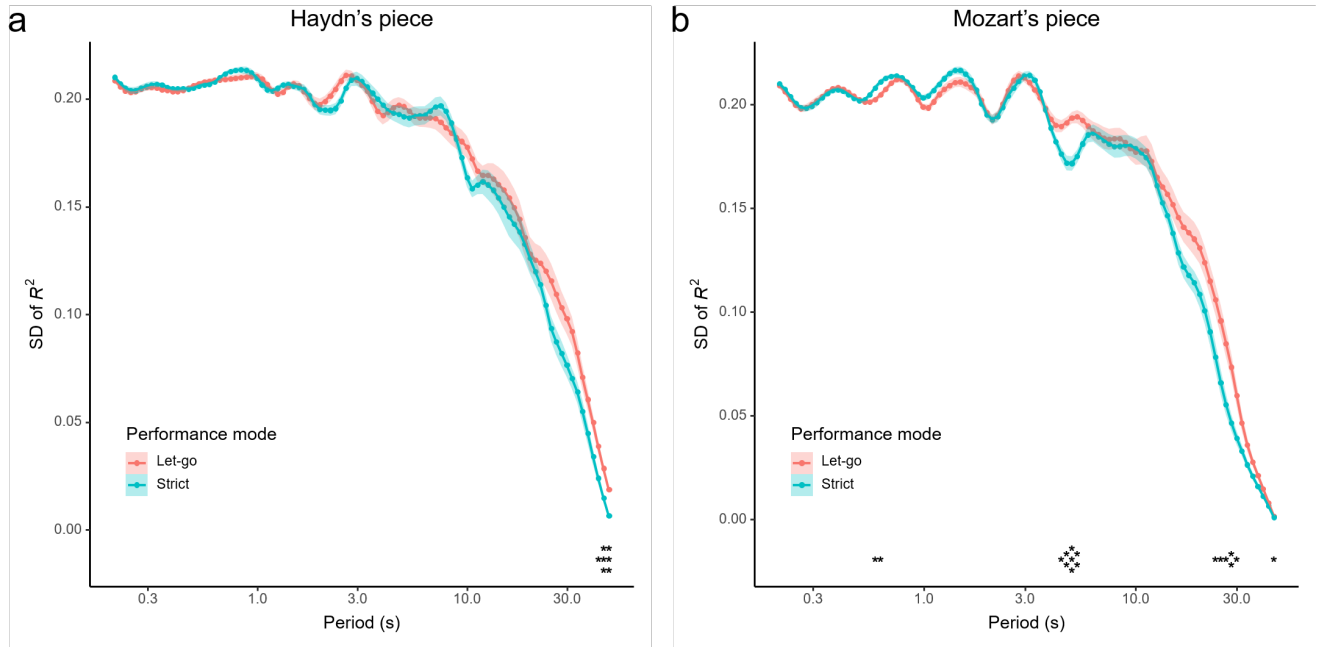 a
Haydn's piece
SD of R²
0.20
0.15
0.10
0.05
0.00
Performance mode
Let-go
Strict
**
***
**
0.3 1.0 3.0 10.0 30.0
Period (s)
b
Mozart's piece
SD of R²
0.20
0.15
0.10
0.05
0.00
Performance mode
Let-go
Strict
* *
** * * * *** * * *
* * *
*
0.3 1.0 3.0 10.0 30.0
Period (s)